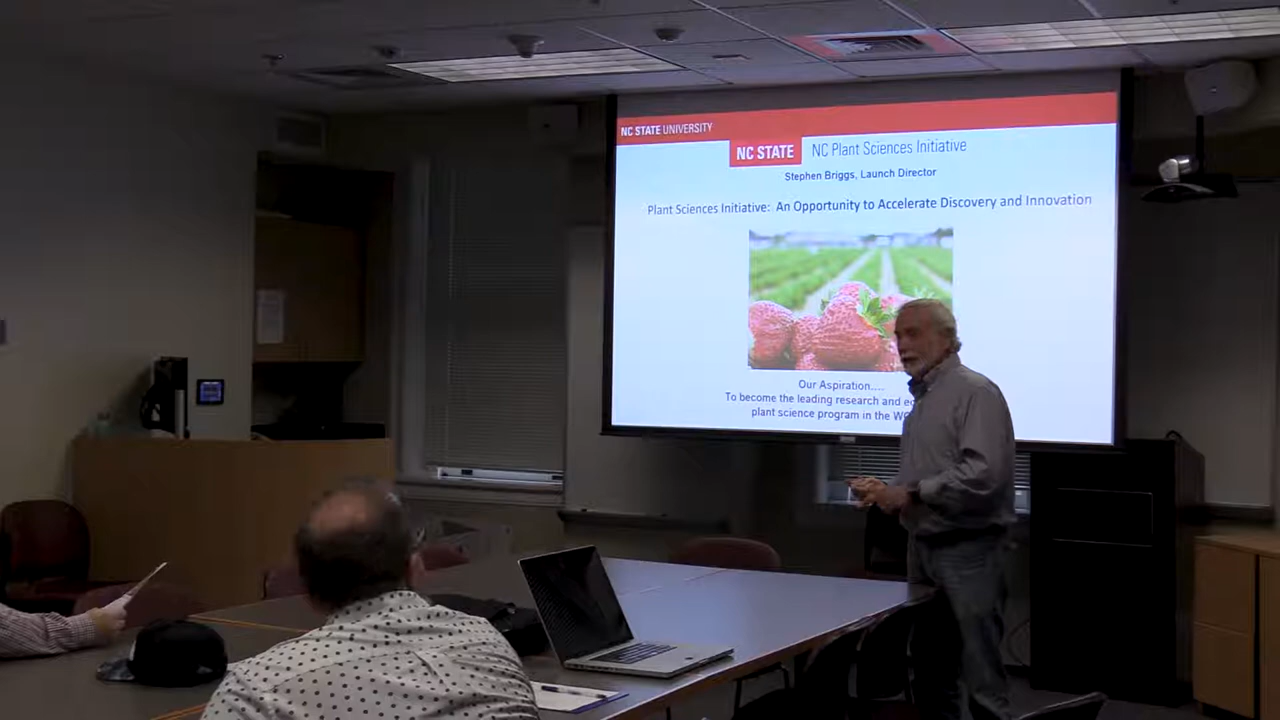 NC STATE UNIVERSITY
NC STATE NC Plant Sciences Initiative
Stephen Briggs, Launch Director
Plant Sciences Initiative: An Opportunity to Accelerate Discovery and Innovation
Our Aspiration....
To become the leading research and
plant science program in the